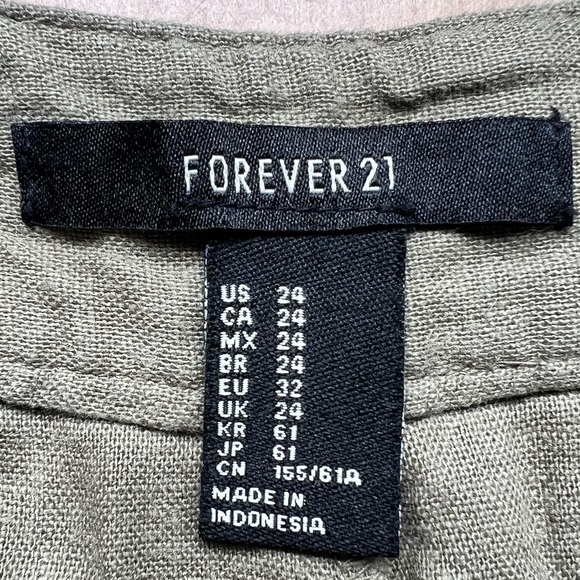 FOREVER 21
US 24
CA 24
MX 24
BR 24
EU 32
UK 24
KR 61
JP 61
CN 155/61A
MADE IN
INDONESIA